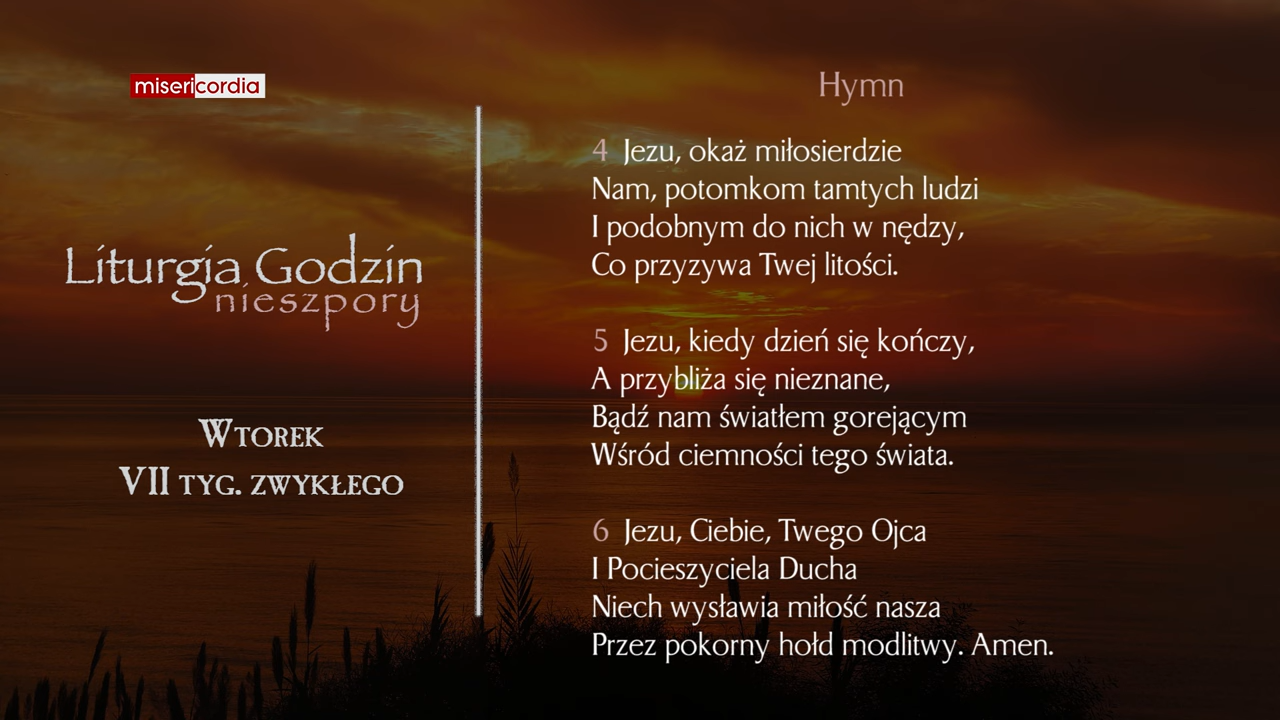 misericordia
Liturgia Godzin
nieszpory
Wtorek
VII tyg. zwykłego
Hymn
4 Jezu, okaż miłosierdzie
Nam, potomkom tamtych ludzi
I podobnym do nich w nędzy,
Co przyzywa Twej litości.
5 Jezu, kiedy dzień się kończy,
A przybliża się nieznane,
Bądź nam światłem gorejącym
Wśród ciemności tego świata.
6 Jezu, Ciebie, Twego Ojca
I Pocieszyciela Ducha
Niech wysławia miłość nasza
Przez pokorny hołd modlitwy. Amen.